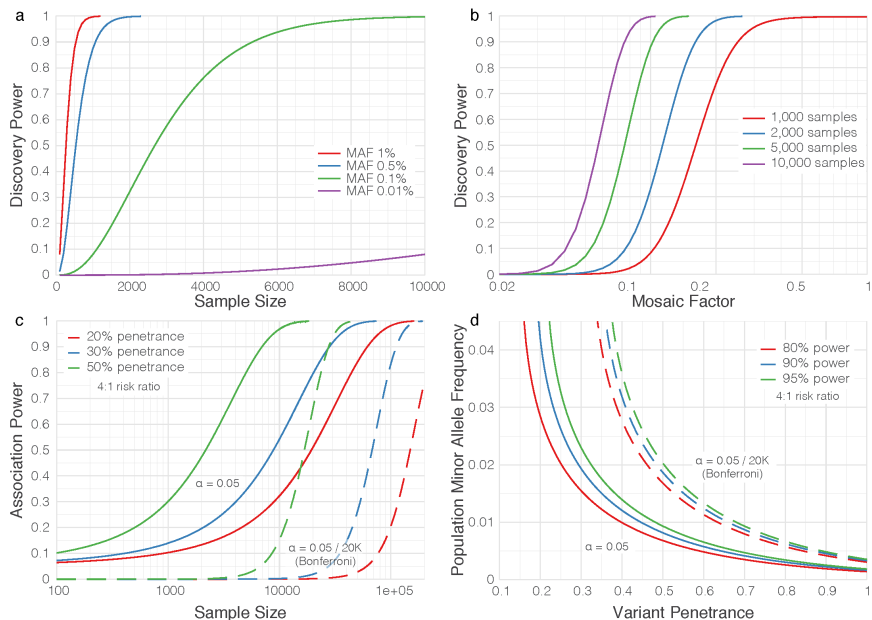 a
Discovery Power
1
0.9
0.8
0.7
0.6
0.5
0.4
0.3
0.2
0.1
0
MAF 1%
MAF 0.5%
MAF 0.1%
MAF 0.01%
0 2000 4000 6000 8000 10000
Sample Size
b
Discovery Power
1
0.9
0.8
0.7
0.6
0.5
0.4
0.3
0.2
0.1
0
1,000 samples
2,000 samples
5,000 samples
10,000 samples
0.02 0.1 0.2 0.5 1
Mosaic Factor
c
Association Power
1
0.9
0.8
0.7
0.6
0.5
0.4
0.3
0.2
0.1
0
20% penetrance
30% penetrance
50% penetrance
4:1 risk ratio
α = 0.05
α = 0.05 / 20K
(Bonferroni)
100 1000 10000 1e+05
Sample Size
d
Population Minor Allele Frequency
0.04
0.03
0.02
0.01
0
80% power
90% power
95% power
4:1 risk ratio
α = 0.05 / 20K
(Bonferroni)
α = 0.05
0.1 0.2 0.3 0.4 0.5 0.6 0.7 0.8 0.9 1
Variant Penetrance